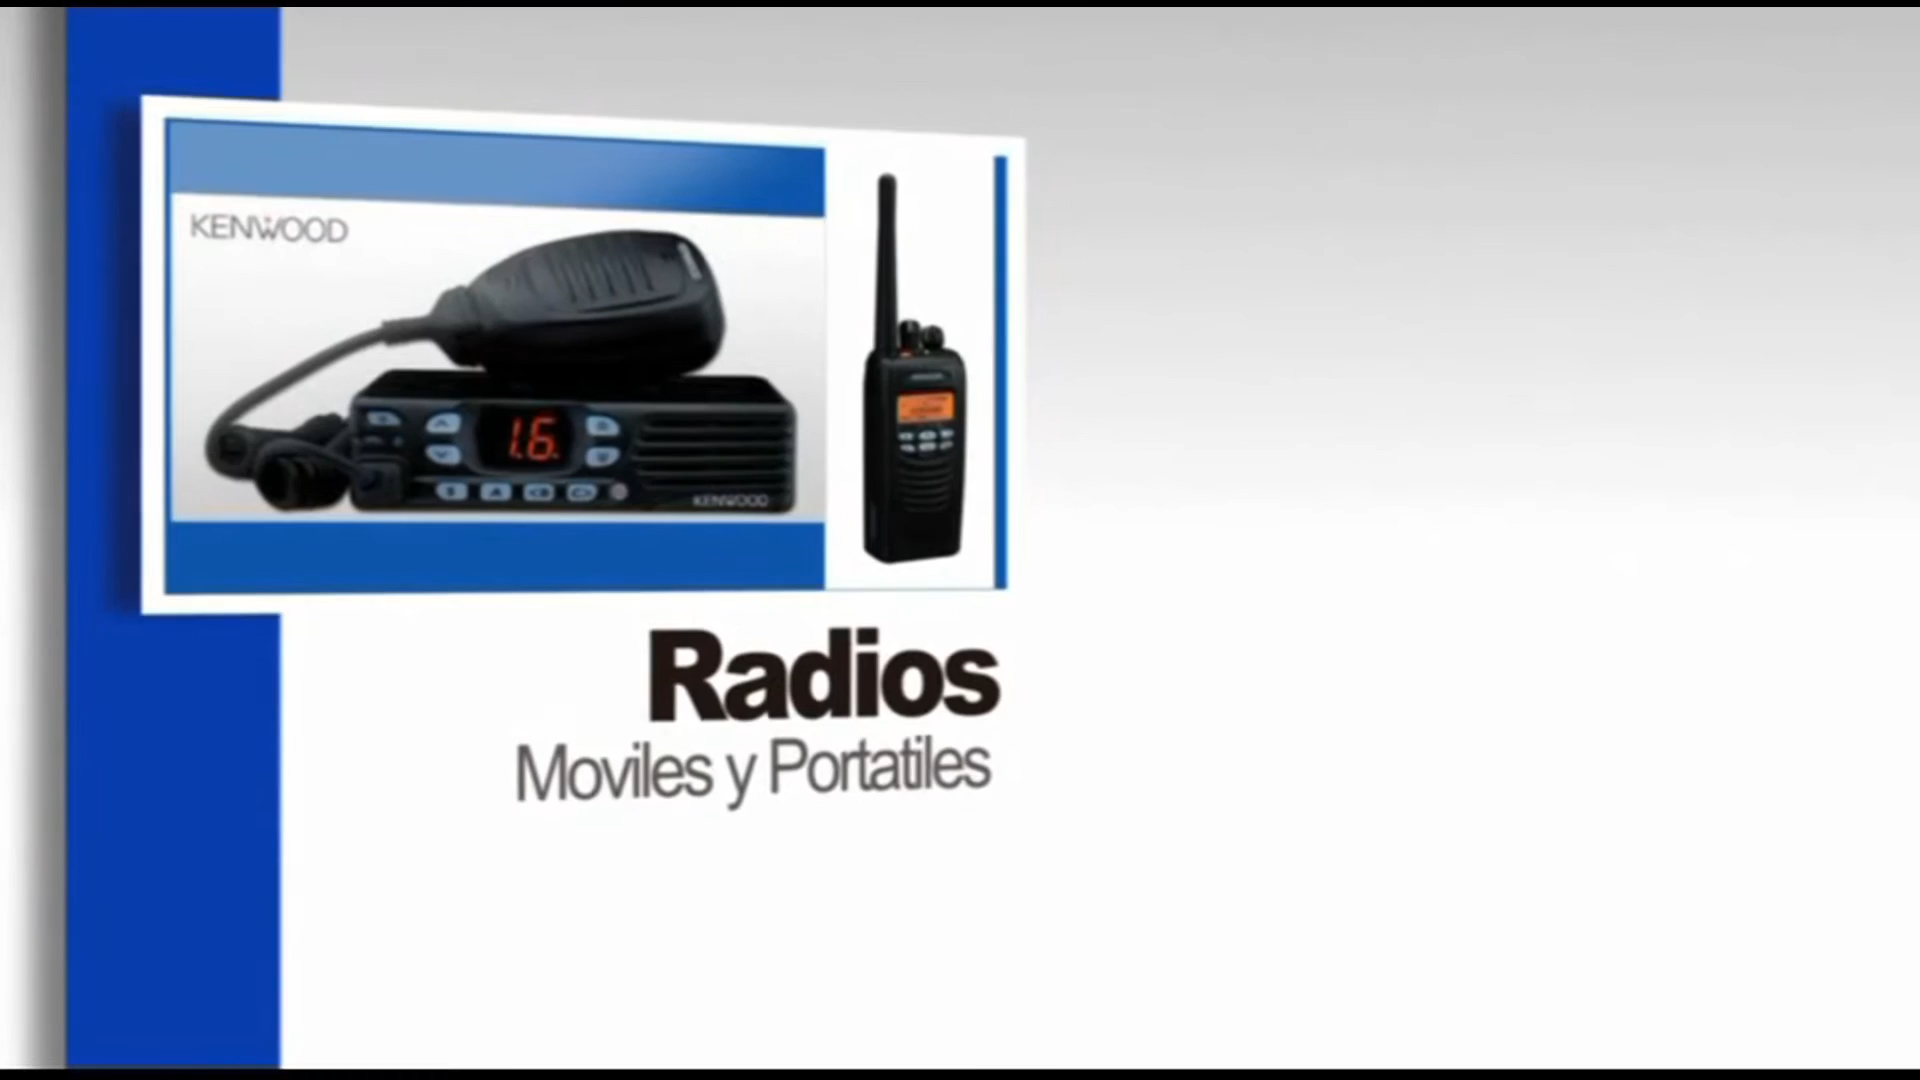 KENWOOD
1.6.
KENWOOD
Radios
Moviles y Portatiles